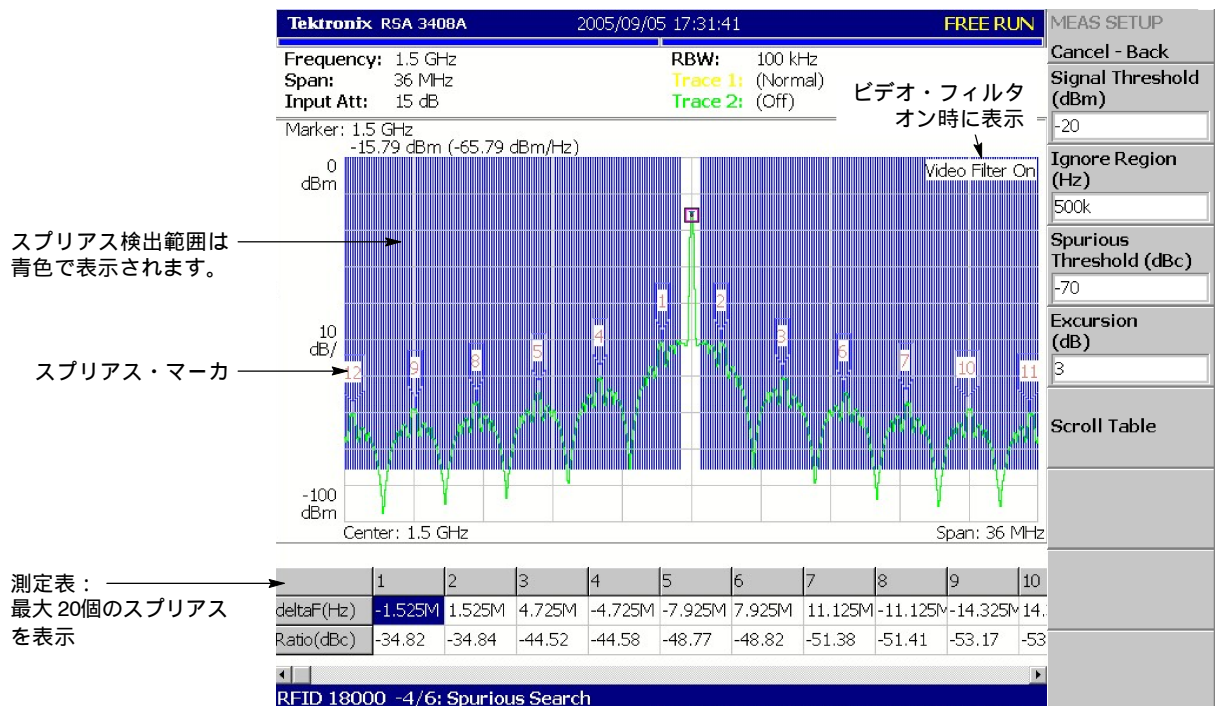 Tektronix RSA 3408A 2005/09/05 17:31:41 FREE RUN
Frequency: 1.5 GHz
Span: 36 MHz
Input Att: 15 dB
RBW: 100 kHz
Trace 1: (Normal)
Trace 2: (Off)
ビデオ・フィルタ
オン時に表示
Marker: 1.5 GHz
-15.79 dBm (-65.79 dBm/Hz)
0
dBm
Video Filter On
スプリアス検出範囲は
青色で表示されます。
10
dB/
スプリアス・マーカ
12
9
8
5
4
1
2
3
6
7
10
11
-100
dBm
Center: 1.5 GHz Span: 36 MHz
測定表：
最大 20個のスプリアス
を表示
1 2 3 4 5 6 7 8 9 10
deltaF(Hz) -1.525M 1.525M 4.725M -4.725M -7.925M 7.925M 11.125M -11.125M -14.325M 14.
Ratio(dBc) -34.82 -34.84 -44.52 -44.58 -48.77 -48.82 -51.38 -51.41 -53.17 -53
RFID 18000 -4/6: Spurious Search
MEAS SETUP
Cancel - Back
Signal Threshold
(dBm)
-20
Ignore Region
(Hz)
500k
Spurious
Threshold (dBc)
-70
Excursion
(dB)
3
Scroll Table